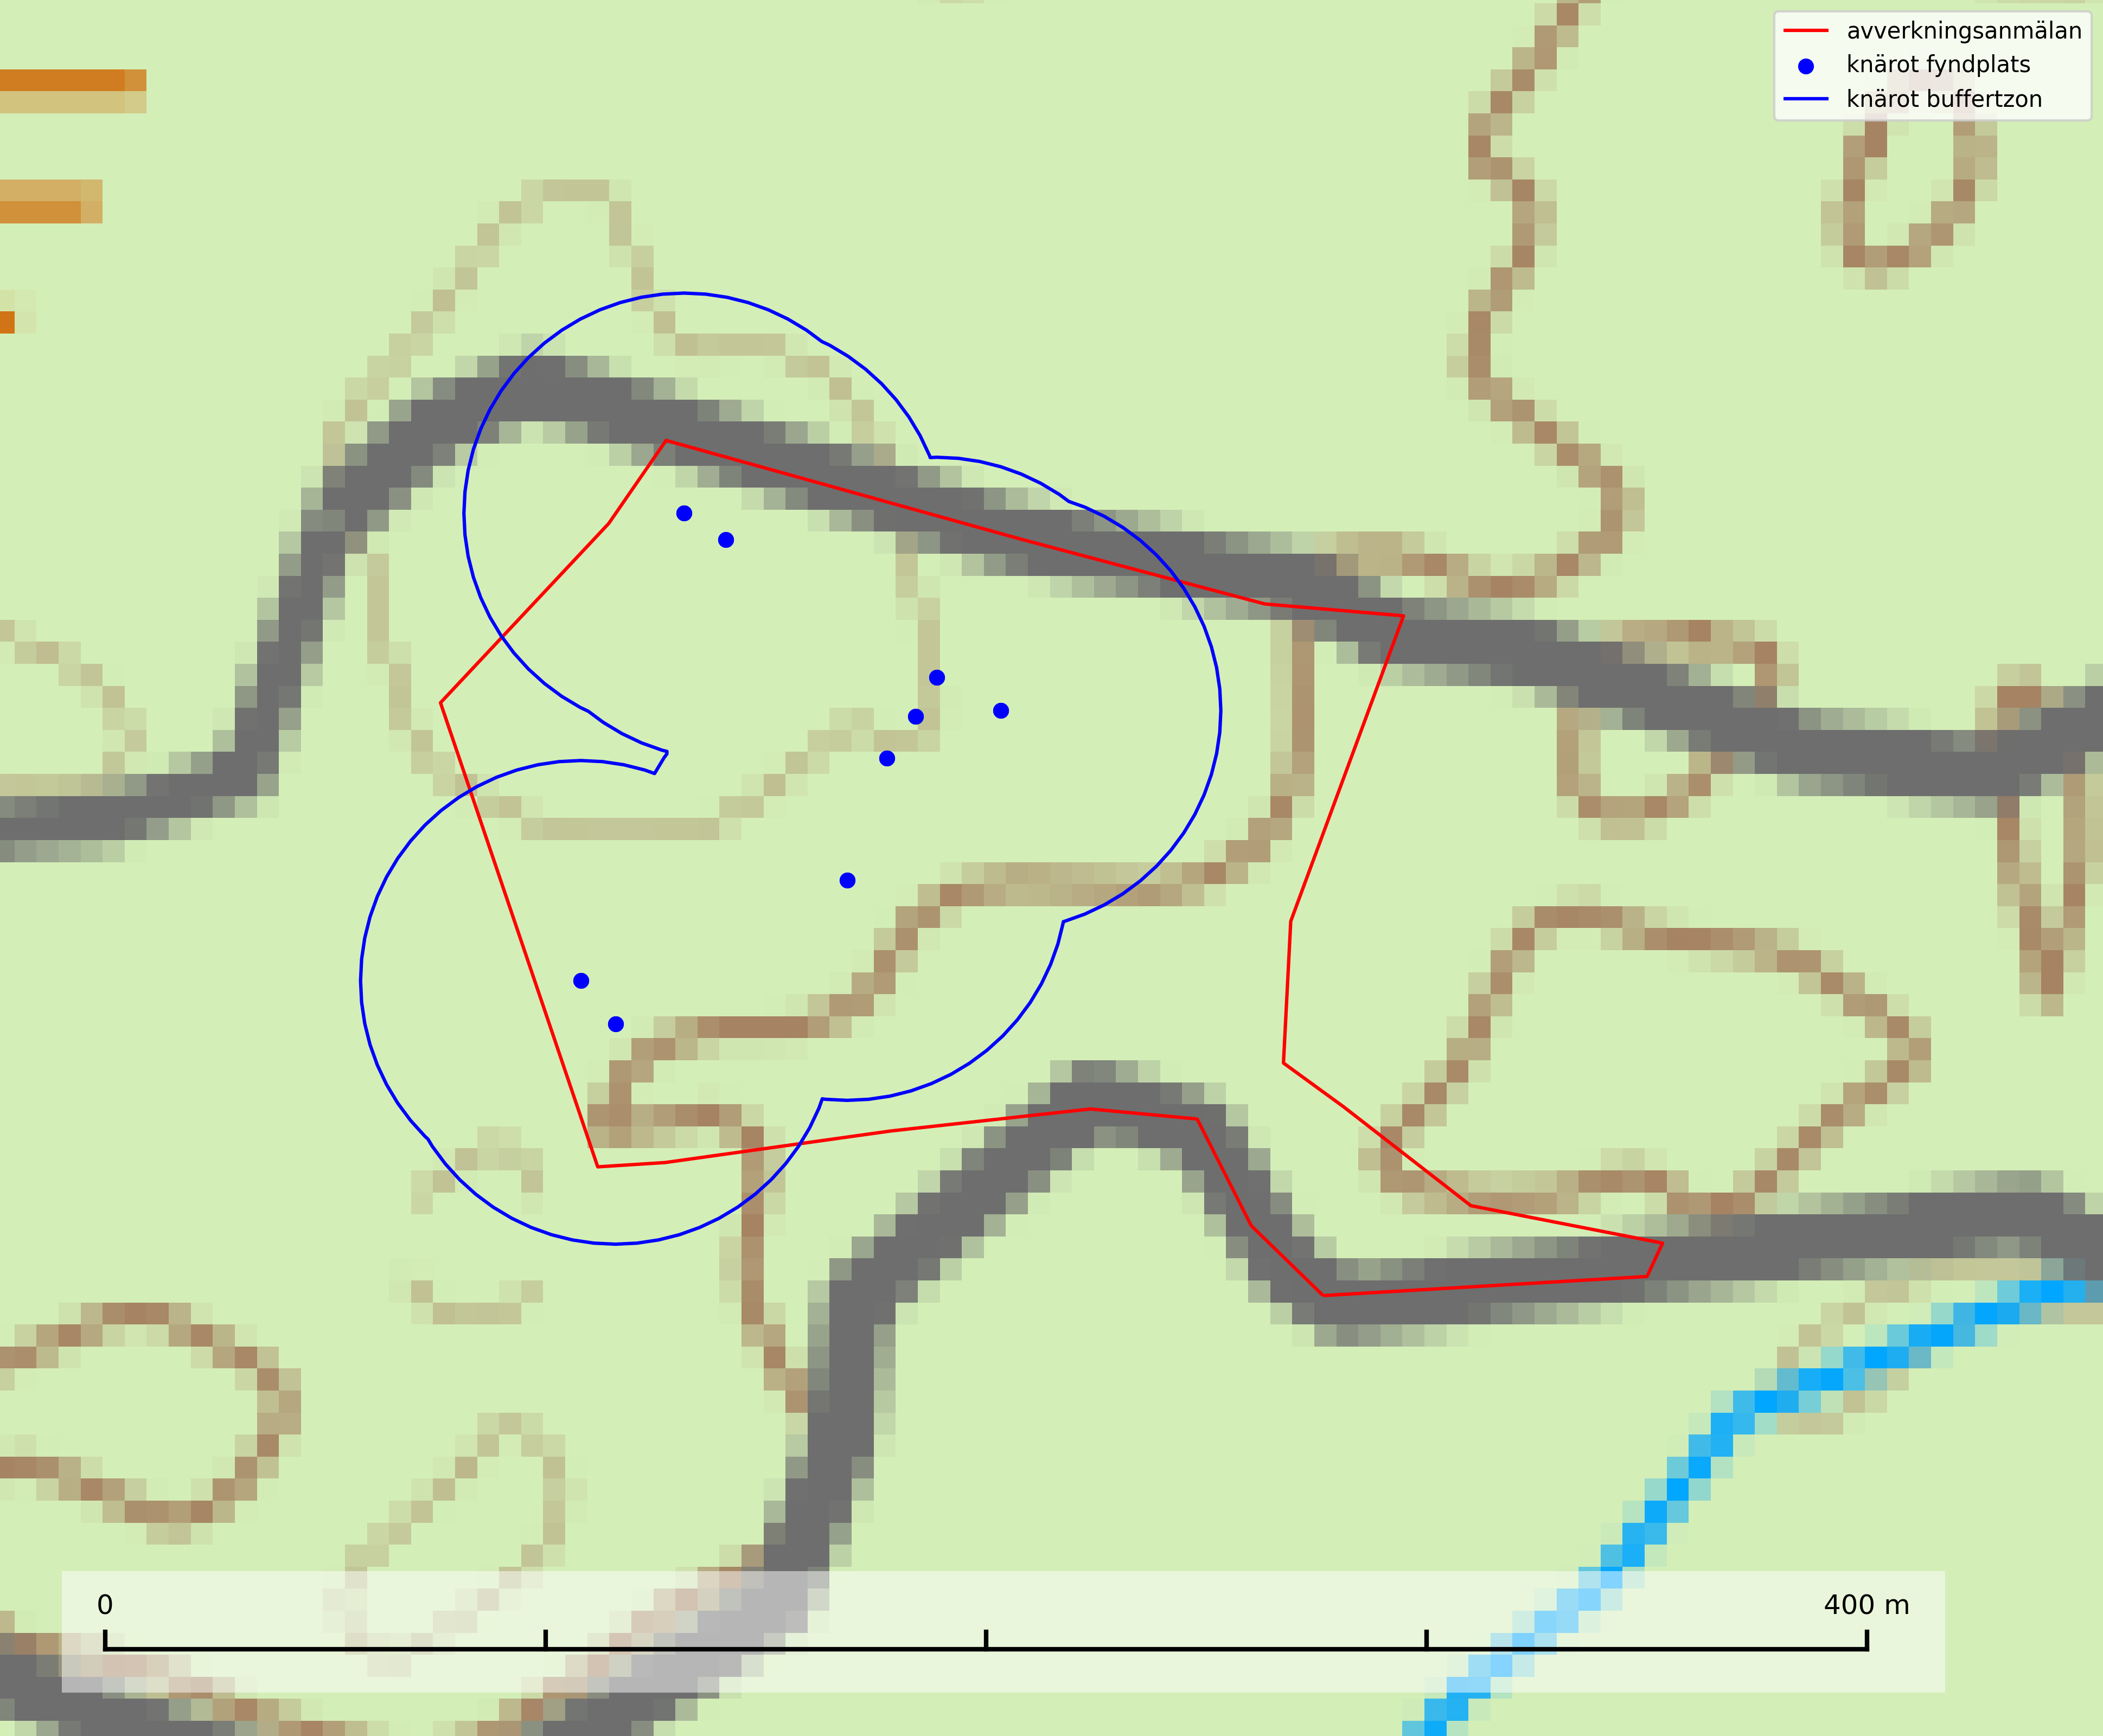 avverkningsanmälan
knärot fyndplats
knärot buffertzon
0
400 m